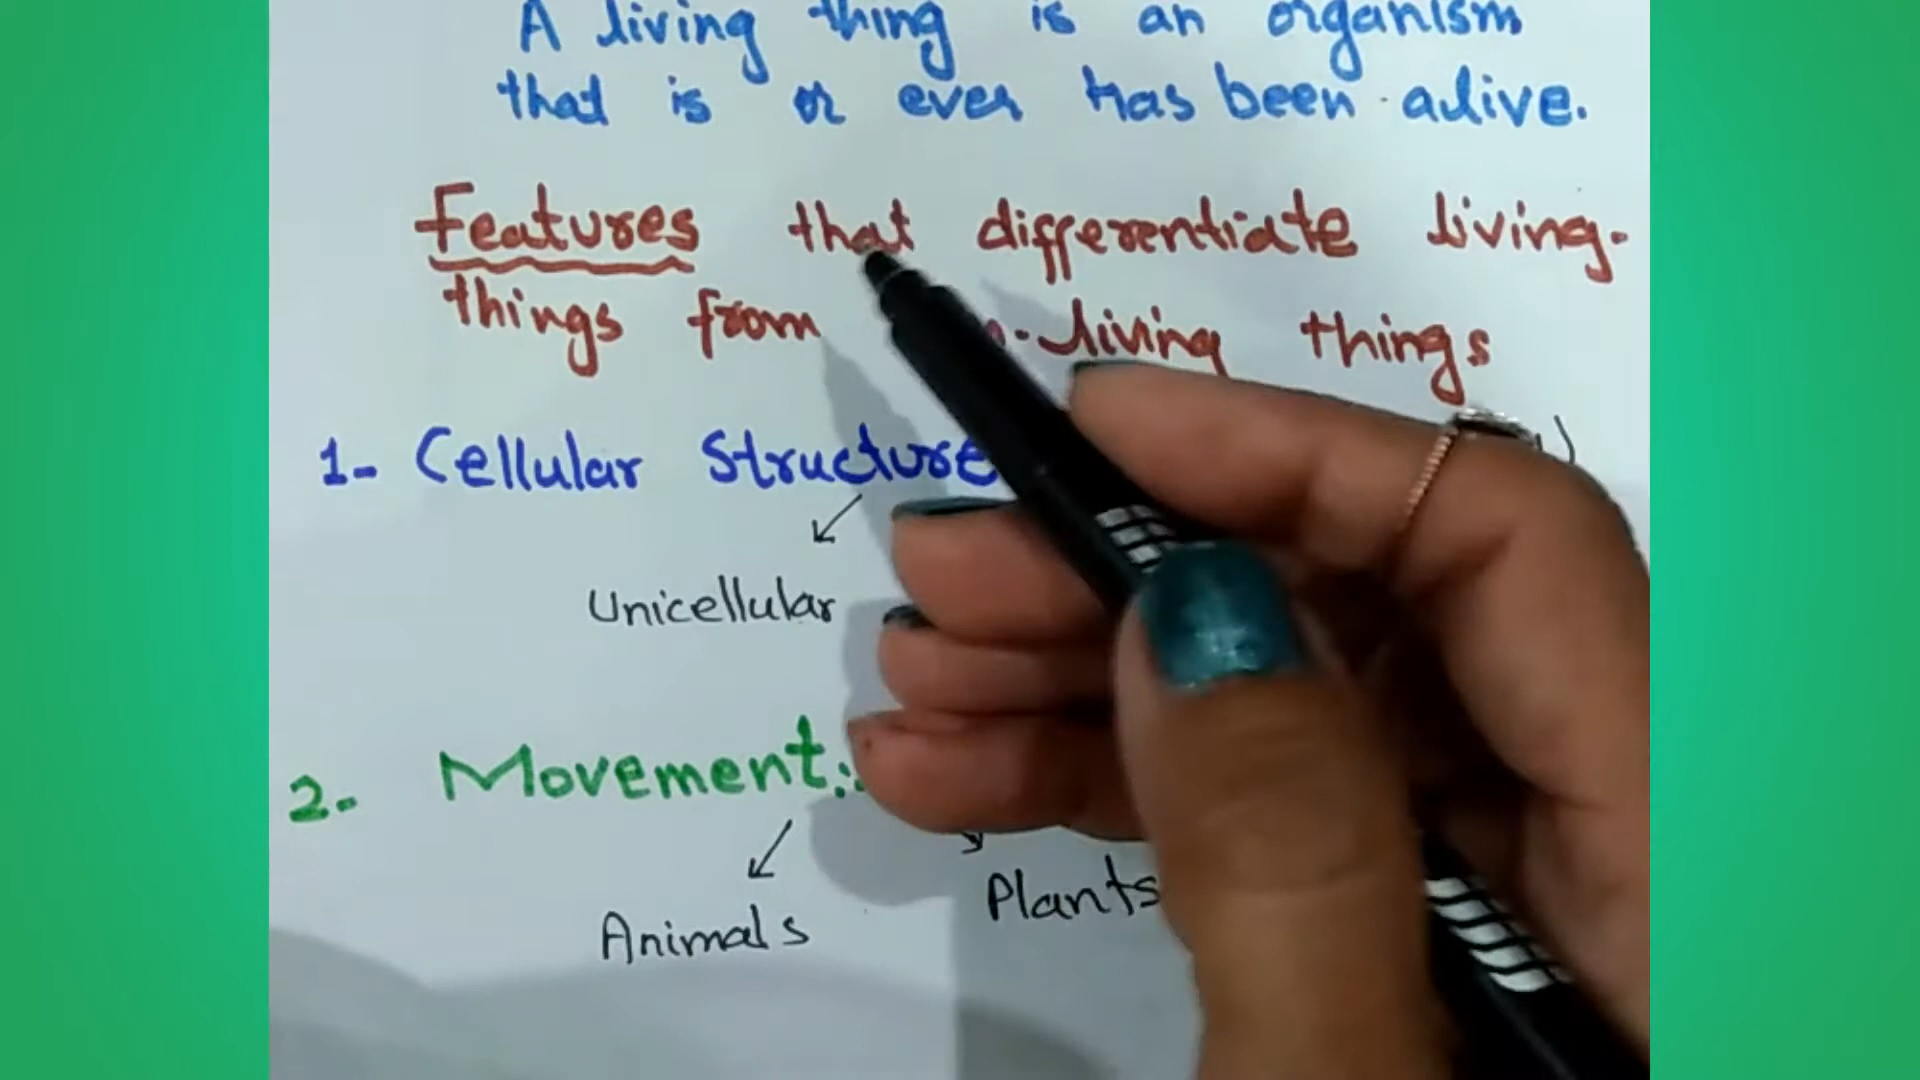 A living thing is an organism
that is or ever has been alive.
Features that differentiate living-
things from -living things
1- Cellular Structure
Unicellular
2- Movement:
Animals
Plants